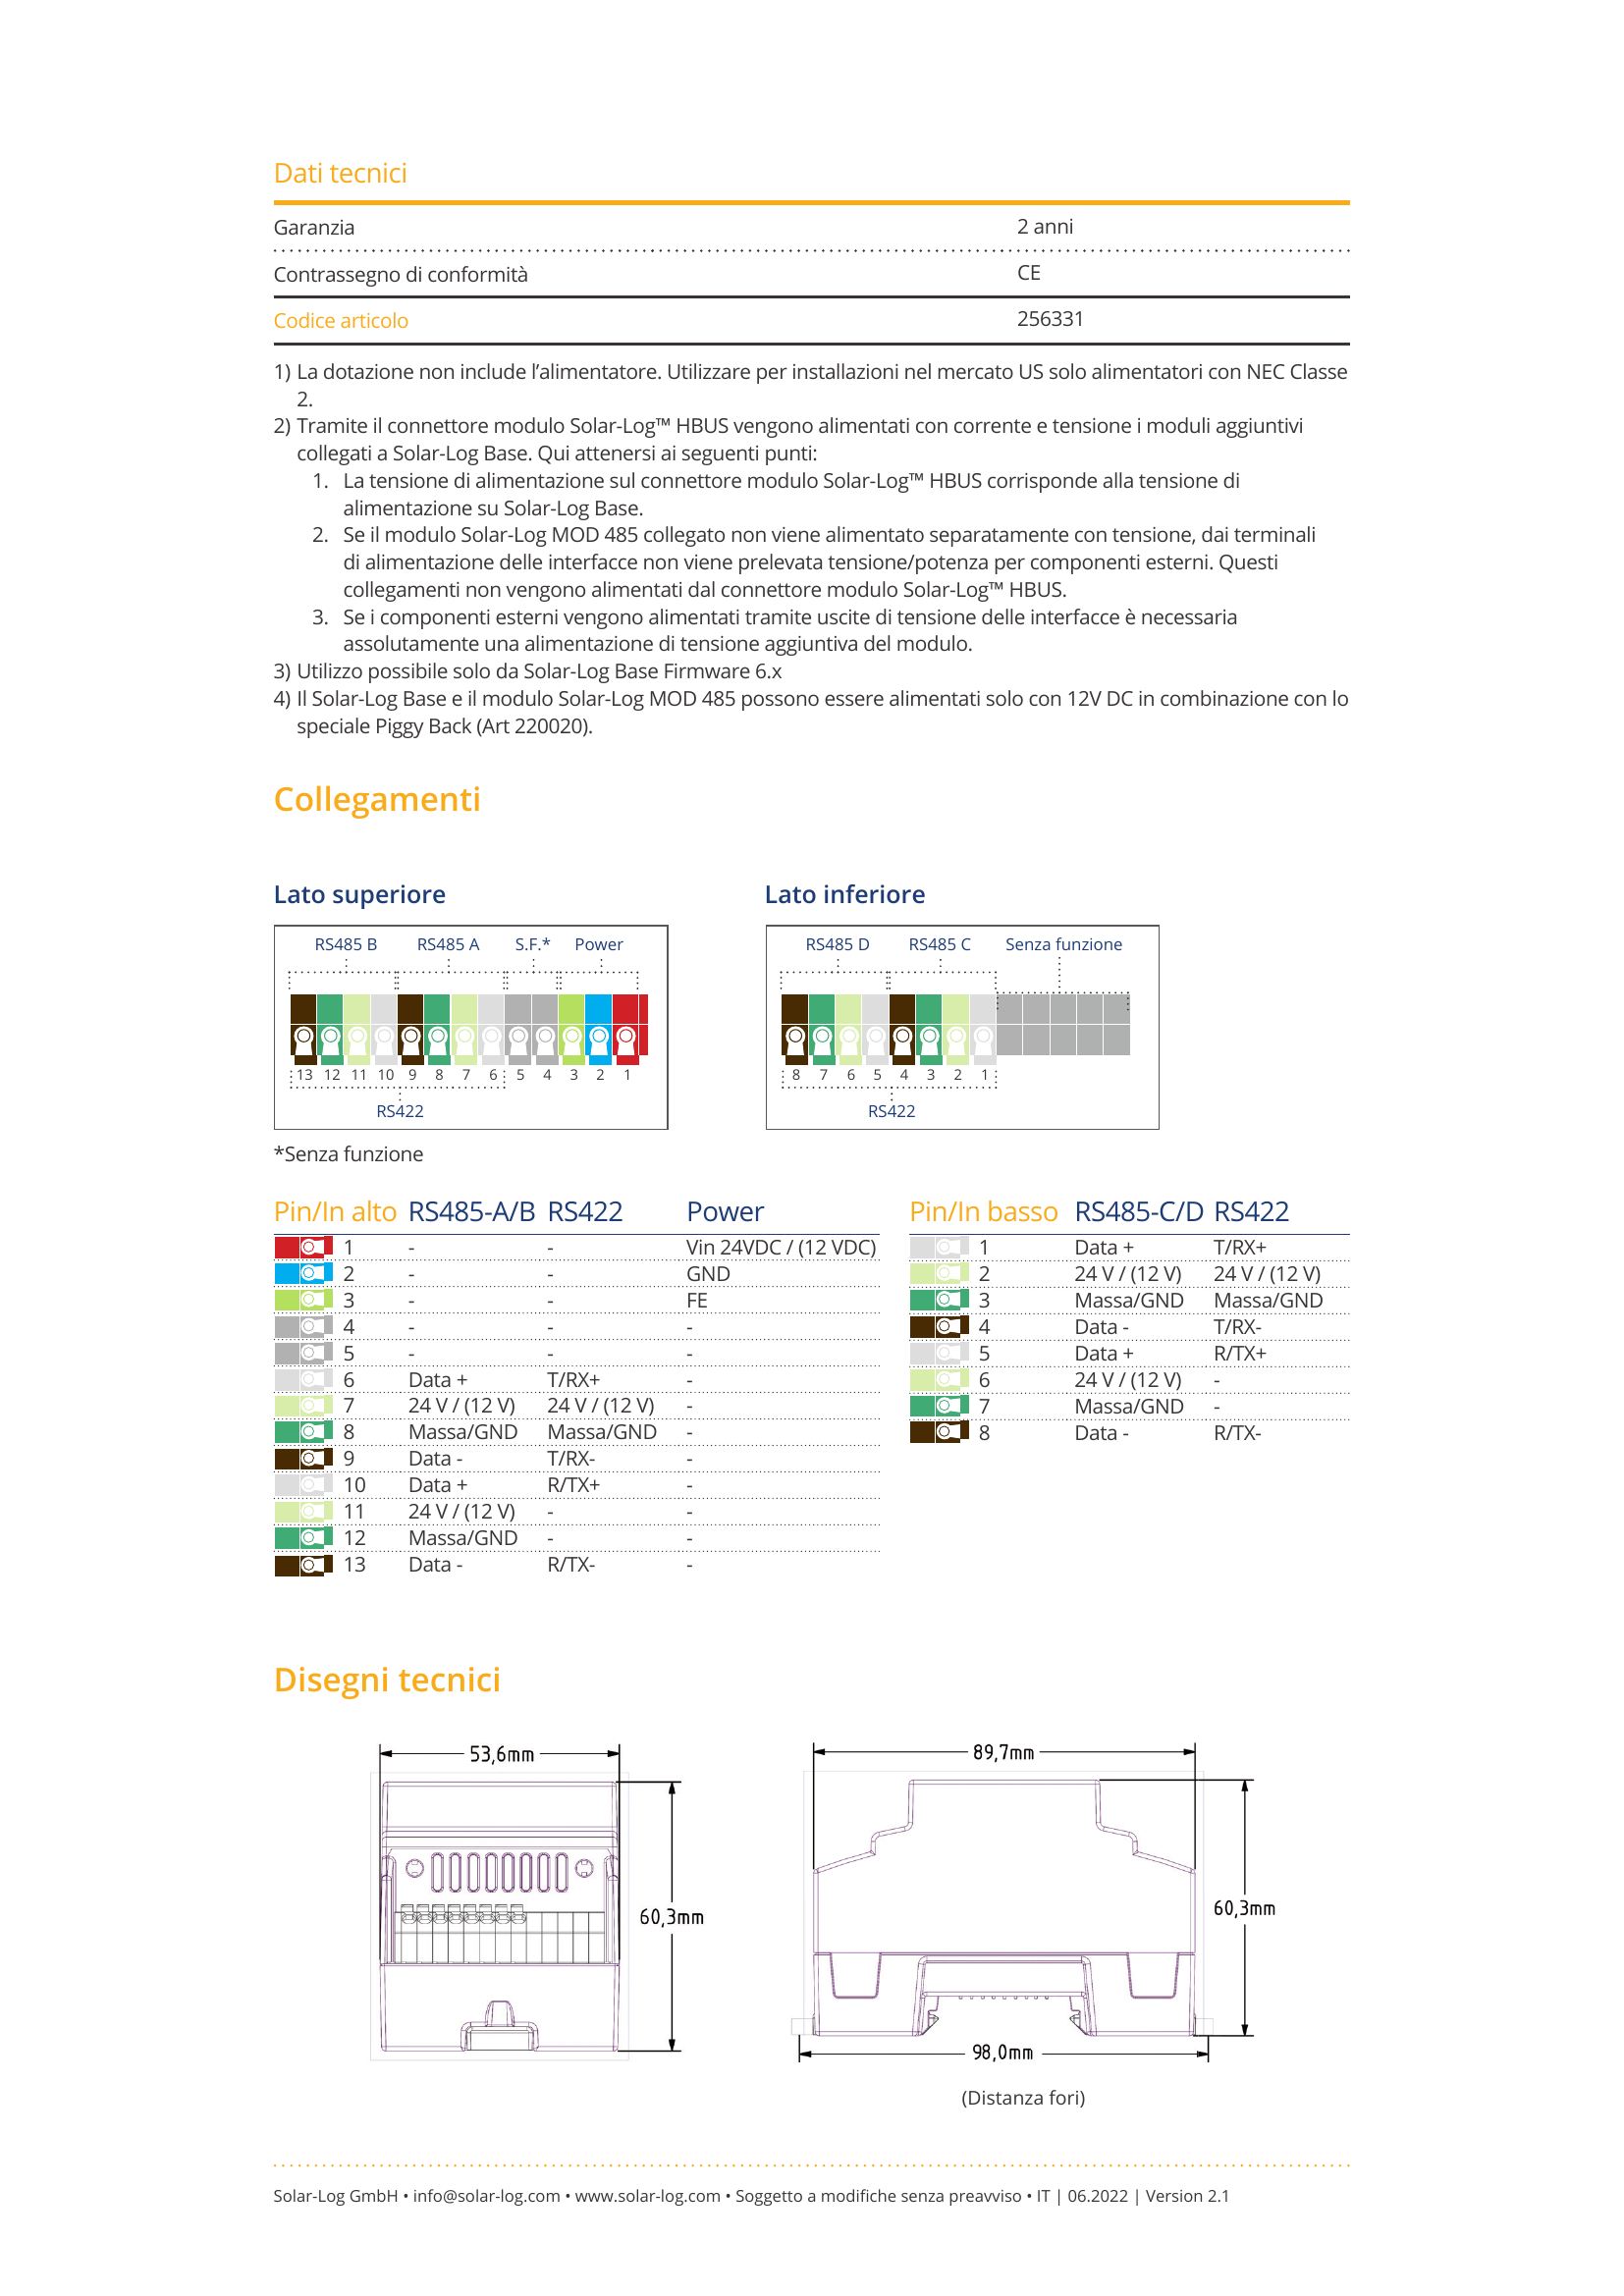 Dati tecnici
Garanzia 2 anni
Contrassegno di conformità CE
Codice articolo 256331
1) La dotazione non include l’alimentatore. Utilizzare per installazioni nel mercato US solo alimentatori con NEC Classe
2.
2) Tramite il connettore modulo Solar-Log™ HBUS vengono alimentati con corrente e tensione i moduli aggiuntivi
collegati a Solar-Log Base. Qui attenersi ai seguenti punti:
1. La tensione di alimentazione sul connettore modulo Solar-Log™ HBUS corrisponde alla tensione di
alimentazione su Solar-Log Base.
2. Se il modulo Solar-Log MOD 485 collegato non viene alimentato separatamente con tensione, dai terminali
di alimentazione delle interfacce non viene prelevata tensione/potenza per componenti esterni. Questi
collegamenti non vengono alimentati dal connettore modulo Solar-Log™ HBUS.
3. Se i componenti esterni vengono alimentati tramite uscite di tensione delle interfacce è necessaria
assolutamente una alimentazione di tensione aggiuntiva del modulo.
3) Utilizzo possibile solo da Solar-Log Base Firmware 6.x
4) Il Solar-Log Base e il modulo Solar-Log MOD 485 possono essere alimentati solo con 12V DC in combinazione con lo
speciale Piggy Back (Art 220020).
Collegamenti
Lato superiore
RS485 B RS485 A S.F.* Power
13 12 11 10 9 8 7 6 5 4 3 2 1
RS422
*Senza funzione
Lato inferiore
RS485 D RS485 C Senza funzione
8 7 6 5 4 3 2 1
RS422
Pin/In alto RS485-A/B RS422 Power
1 - - Vin 24VDC / (12 VDC)
2 - - GND
3 - - FE
4 - - -
5 - - -
6 Data + T/RX+ -
7 24 V / (12 V) 24 V / (12 V) -
8 Massa/GND Massa/GND -
9 Data - T/RX- -
10 Data + R/TX+ -
11 24 V / (12 V) - -
12 Massa/GND - -
13 Data - R/TX- -
Pin/In basso RS485-C/D RS422
1 Data + T/RX+
2 24 V / (12 V) 24 V / (12 V)
3 Massa/GND Massa/GND
4 Data - T/RX-
5 Data + R/TX+
6 24 V / (12 V) -
7 Massa/GND -
8 Data - R/TX-
Disegni tecnici
53,6mm
60,3mm
89,7mm
60,3mm
98,0mm
(Distanza fori)
Solar-Log GmbH • info@solar-log.com • www.solar-log.com • Soggetto a modifiche senza preavviso • IT | 06.2022 | Version 2.1